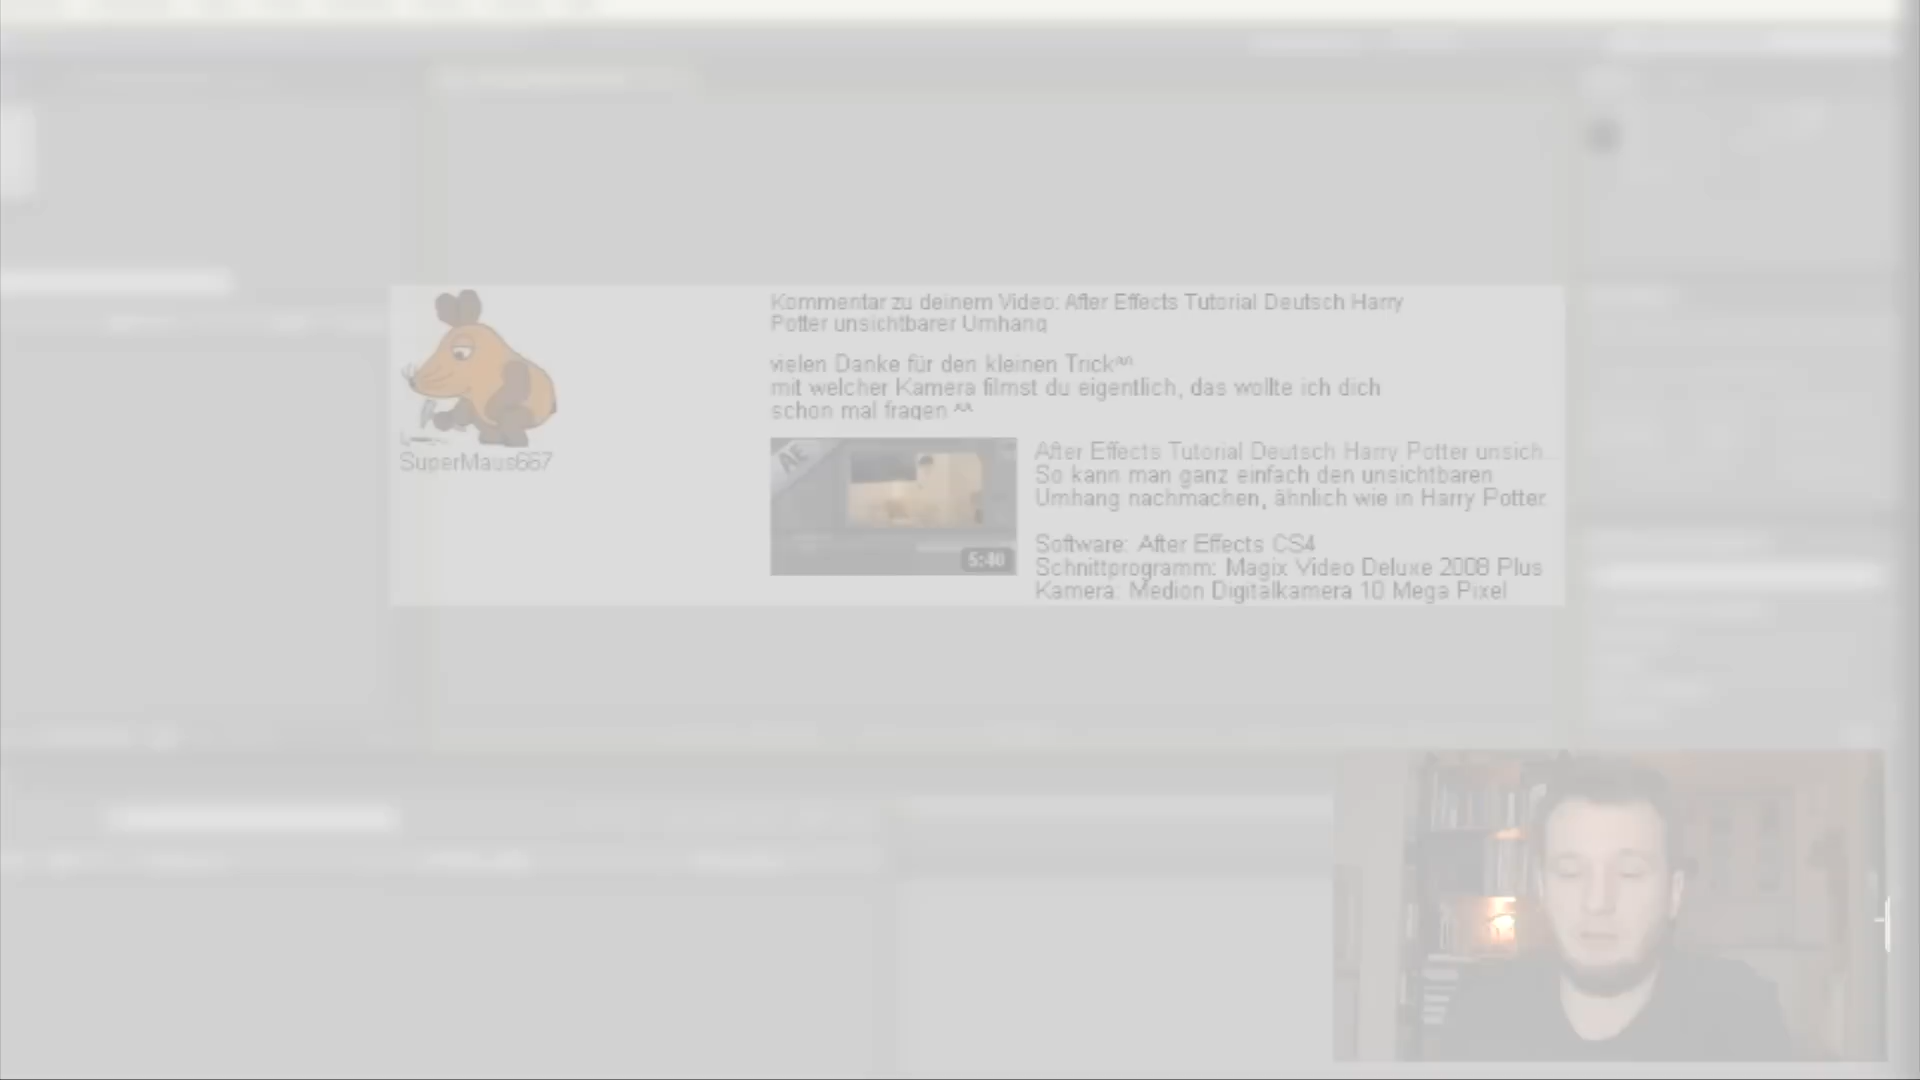 Kommentar zu deinem Video: After Effects Tutorial Deutsch Harry
Potter unsichtbarer Umhang
vielen Danke für den kleinen Trick^^
mit welcher Kamera filmst du eigentlich, das wollte ich dich
schon mal fragen ^^
SuperMaus667
AE
5:40
After Effects Tutorial Deutsch Harry Potter unsich...
So kann man ganz einfach den unsichtbaren
Umhang nachmachen, ähnlich wie in Harry Potter.
Software: After Effects CS4
Schnittprogramm: Magix Video Deluxe 2008 Plus
Kamera: Medion Digitalkamera 10 Mega Pixel